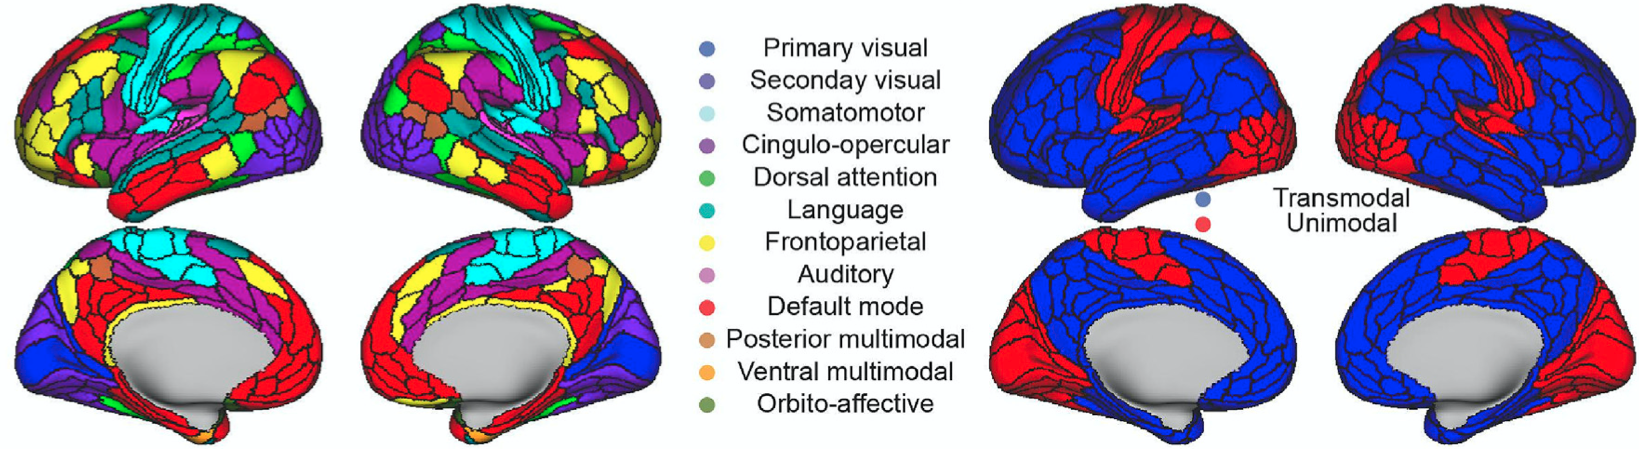 Primary visual
Seconday visual
Somatomotor
Cingulo-opercular
Dorsal attention
Language
Frontoparietal
Auditory
Default mode
Posterior multimodal
Ventral multimodal
Orbito-affective
Transmodal
Unimodal